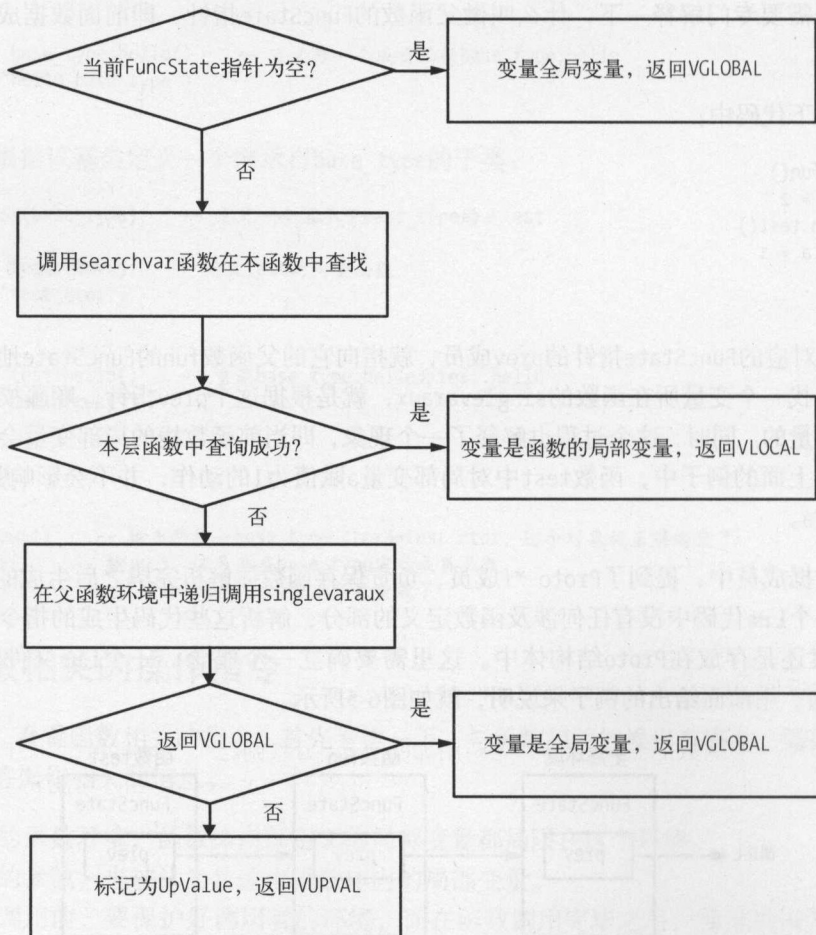 当前FuncState指针为空?
是
变量全局变量，返回VGLOBAL
否
调用searchvar函数在本函数中查找
本层函数中查询成功?
是
变量是函数的局部变量，返回VLOCAL
否
在父函数环境中递归调用singlevaraux
返回VGLOBAL
是
变量是全局变量，返回VGLOBAL
否
标记为UpValue，返回VUPVAL